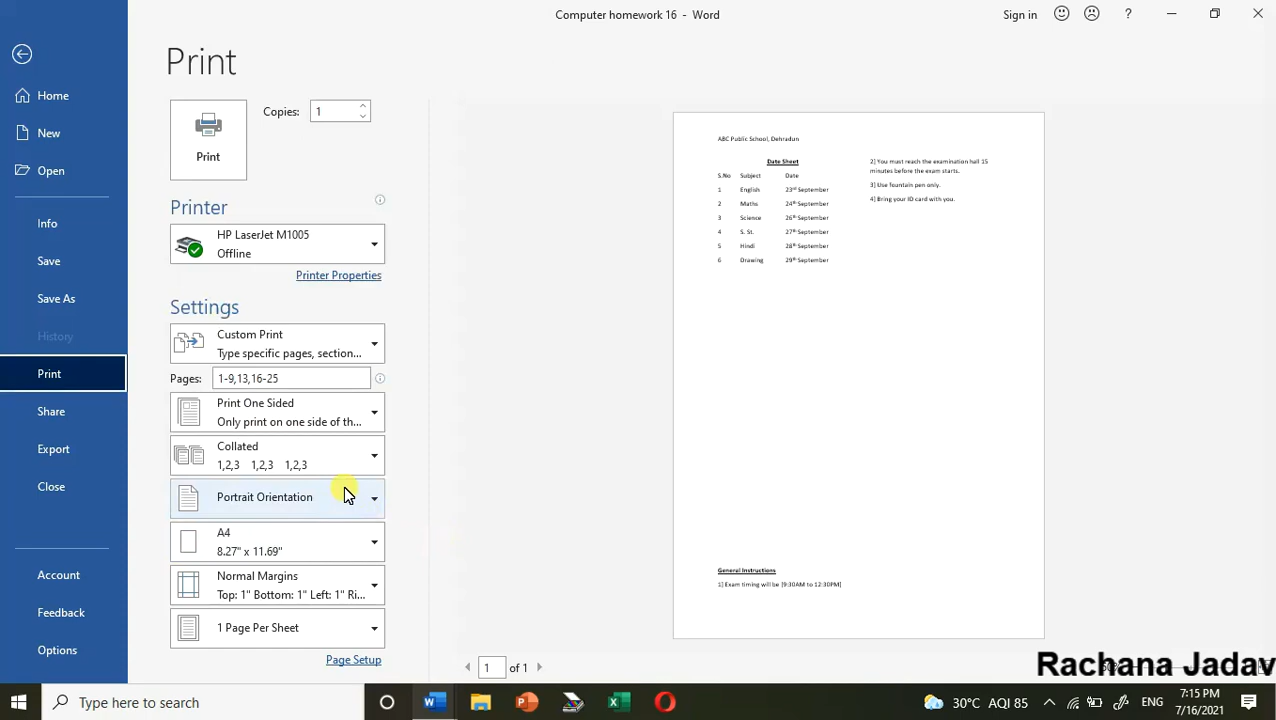 Computer homework 16 - Word
Sign in
?
Print
Home
New
Open
Info
Save
Save As
History
Print
Share
Export
Close
Account
Feedback
Options
Print
Copies: 1
Printer
HP LaserJet M1005
Offline
Printer Properties
Settings
Custom Print
Type specific pages, section...
Pages: 1-9,13,16-25
Print One Sided
Only print on one side of th...
Collated
1,2,3 1,2,3 1,2,3
Portrait Orientation
A4
8.27" x 11.69"
Normal Margins
Top: 1" Bottom: 1" Left: 1" Ri...
1 Page Per Sheet
Page Setup
ABC Public School, Dehradun
Date Sheet
S.No Subject Date
1 English 23rd September
2 Maths 24th September
3 Science 26th September
4 S. St. 27th September
5 Hindi 28th September
6 Drawing 29th September
General Instructions
1] Exam timing will be [9:30AM to 12:30PM]
2] You must reach the examination hall 15
minutes before the exam starts.
3] Use fountain pen only.
4] Bring your ID card with you.
1 of 1
Rachana Jadav
Type here to search
30°C AQI 85
ENG
7:15 PM
7/16/2021